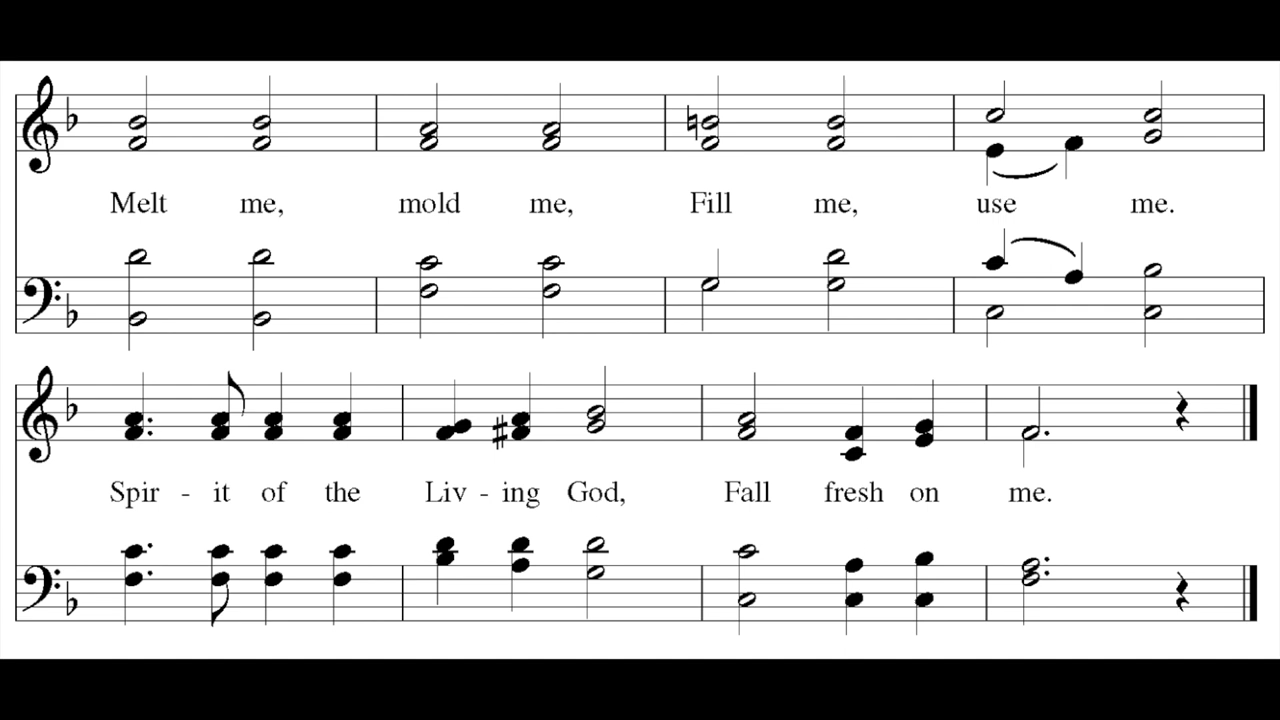 Melt me, mold me, Fill me, use me.
Spir - it of the Liv - ing God, Fall fresh on me.